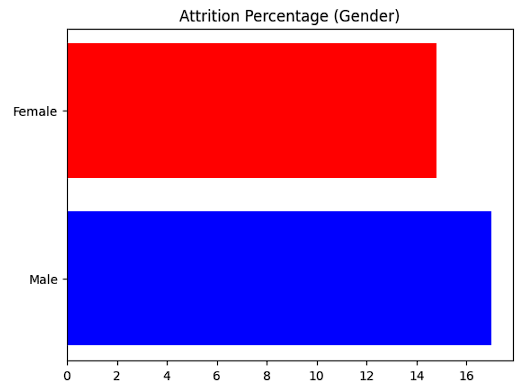 Attrition Percentage (Gender)
Female
Male
0 2 4 6 8 10 12 14 16